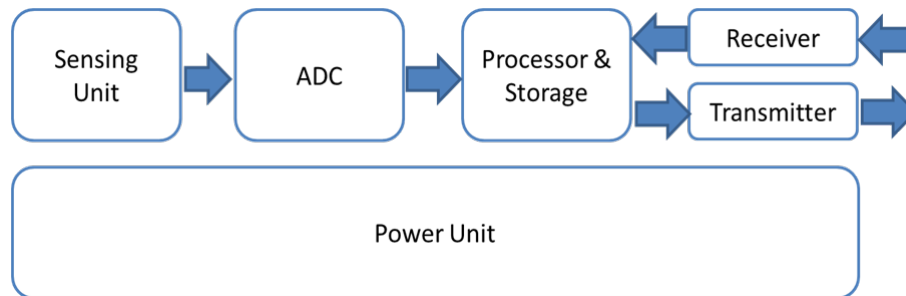 Sensing
Unit
ADC
Processor &
Storage
Receiver
Transmitter
Power Unit